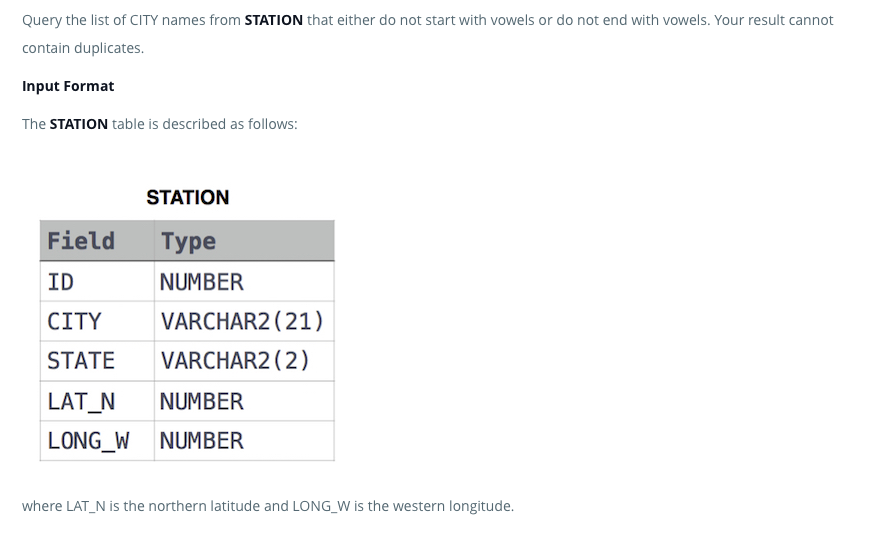 Query the list of CITY names from STATION that either do not start with vowels or do not end with vowels. Your result cannot
contain duplicates.
Input Format
The STATION table is described as follows:
STATION
Field Type
ID NUMBER
CITY VARCHAR2(21)
STATE VARCHAR2(2)
LAT_N NUMBER
LONG_W NUMBER
where LAT_N is the northern latitude and LONG_W is the western longitude.